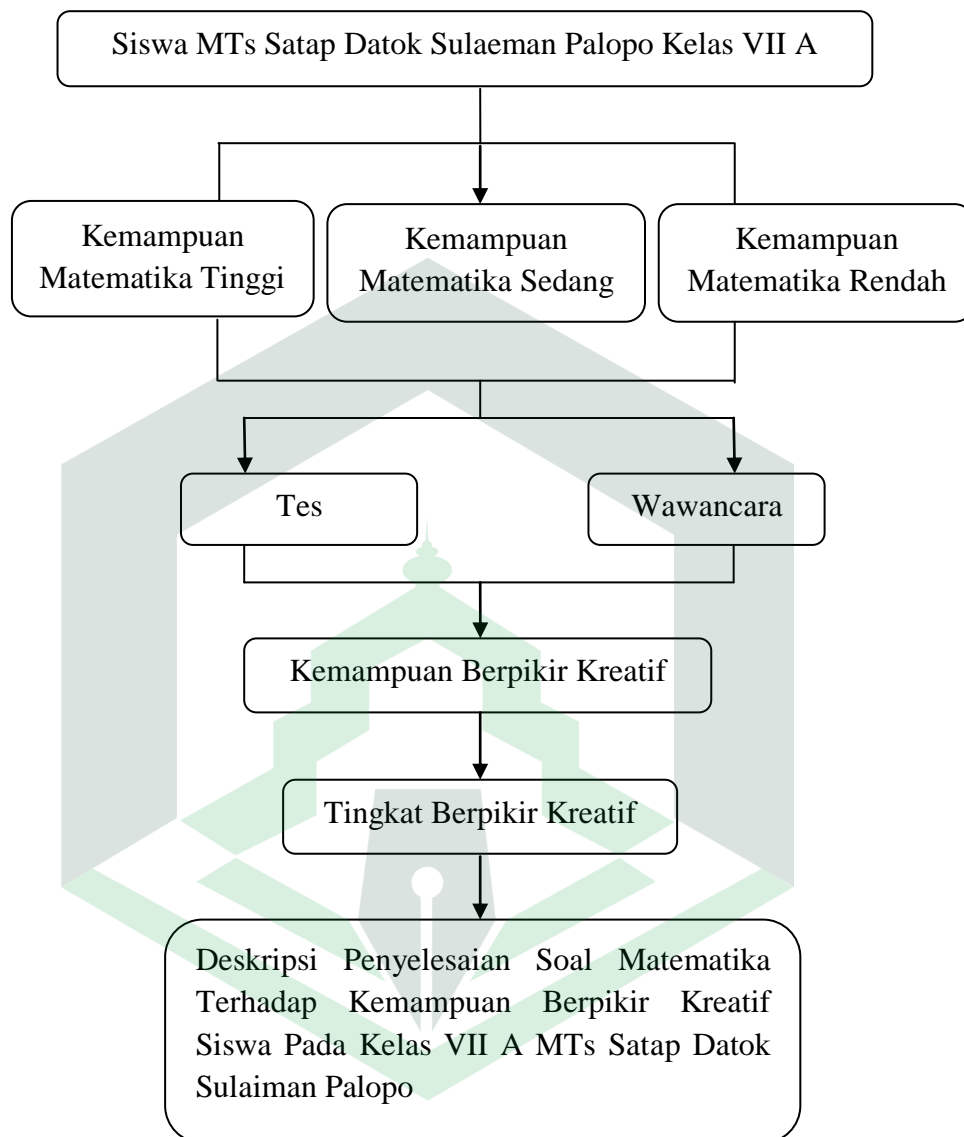 Siswa MTs Satap Datok Sulaeman Palopo Kelas VII A
Kemampuan
Matematika Tinggi
Kemampuan
Matematika Sedang
Kemampuan
Matematika Rendah
Tes
Wawancara
Kemampuan Berpikir Kreatif
Tingkat Berpikir Kreatif
Deskripsi Penyelesaian Soal Matematika
Terhadap Kemampuan Berpikir Kreatif
Siswa Pada Kelas VII A MTs Satap Datok
Sulaiman Palopo